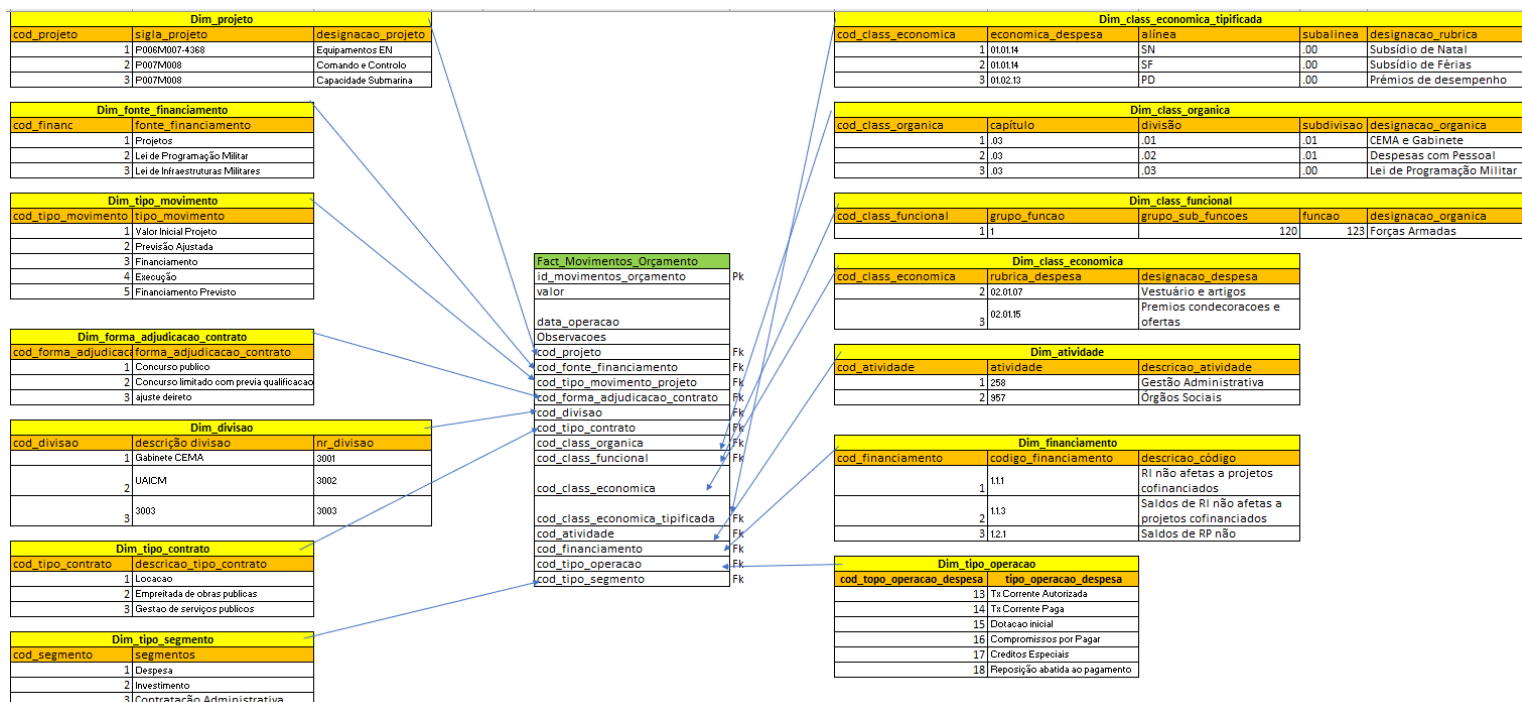 Dim_projeto
cod_projeto sigla_projeto designacao_projeto
1 P006M007-4368 Equipamentos EN
2 P007M008 Comando e Controlo
3 P007M008 Capacidade Submarina
Dim_fonte_financiamento
cod_financ fonte_financiamento
1 Projetos
2 Lei de Programação Militar
3 Lei de Infraestruturas Militares
Dim_tipo_movimento
cod_tipo_movimento tipo_movimento
1 Valor Inicial Projeto
2 Previsão Ajustada
3 Financiamento
4 Execução
5 Financiamento Previsto
Dim_forma_adjudicacao_contrato
cod_forma_adjudicaca forma_adjudicacao_contrato
1 Concurso publico
2 Concurso limitado com previa qualificacao
3 ajuste deireto
Dim_divisao
cod_divisao descrição divisao nr_divisao
1 Gabinete CEMA 3001
2 UAICM 3002
3 3003 3003
Dim_tipo_contrato
cod_tipo_contrato descricao_tipo_contrato
1 Locacao
2 Empreitada de obras publicas
3 Gestao de serviços publicos
Dim_tipo_segmento
cod_segmento segmentos
1 Despesa
2 Investimento
3 Contratação Administrativa
Fact_Movimentos_Orçamento
id_movimentos_orçamento Pk
valor
data_operacao
Observacoes
cod_projeto Fk
cod_fonte_financiamento Fk
cod_tipo_movimento_projeto Fk
cod_forma_adjudicacao_contrato Fk
cod_divisao Fk
cod_tipo_contrato Fk
cod_class_organica Fk
cod_class_funcional Fk
cod_class_economica
cod_class_economica_tipificada Fk
cod_atividade Fk
cod_financiamento Fk
cod_tipo_operacao Fk
cod_tipo_segmento Fk
Dim_class_economica_tipificada
cod_class_economica economica_despesa alínea subalinea designação_rubrica
1 01.01.14 SN .00 Subsídio de Natal
2 01.01.14 SF .00 Subsídio de Férias
3 01.02.13 PD .00 Prémios de desempenho
Dim_class_organica
cod_class_organica capítulo divisão subdivisao designacao_organica
1 .03 .01 .01 CEMA e Gabinete
2 .03 .02 .01 Despesas com Pessoal
3 .03 .03 .00 Lei de Programação Militar
Dim_class_funcional
cod_class_funcional grupo_funcao grupo_sub_funcoes funcao designacao_organica
1 1 120 123 Forças Armadas
Dim_class_economica
cod_class_economica rubrica_despesa designacao_despesa
2 02.01.07 Vestuário e artigos
3 02.01.15 Premios condecoracoes e
ofertas
Dim_atividade
cod_atividade atividade descricao_atividade
1 258 Gestão Administrativa
2 957 Órgãos Sociais
Dim_financiamento
cod_financiamento codigo_financiamento descricao_código
1 1.1.1 RI não afetas a projetos
cofinanciados
2 1.1.3 Saldos de RI não afetas a
projetos cofinanciados
3 1.2.1 Saldos de RP não
Dim_tipo_operacao
cod_topo_operacao_despesa tipo_operacao_despesa
13 Tx Corrente Autorizada
14 Tx Corrente Paga
15 Dotacao inicial
16 Compromissos por Pagar
17 Creditos Especiais
18 Reposição abatida ao pagamento